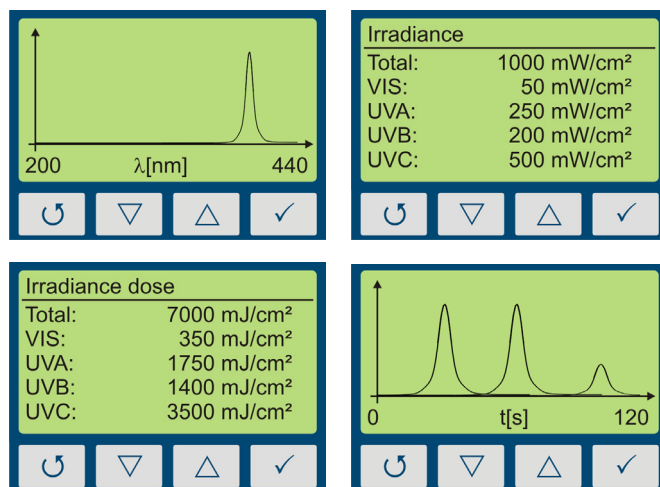 200 λ[nm] 440
Irradiance
Total: 1000 mW/cm²
VIS: 50 mW/cm²
UVA: 250 mW/cm²
UVB: 200 mW/cm²
UVC: 500 mW/cm²
Irradiance dose
Total: 7000 mJ/cm²
VIS: 350 mJ/cm²
UVA: 1750 mJ/cm²
UVB: 1400 mJ/cm²
UVC: 3500 mJ/cm²
0 t[s] 120